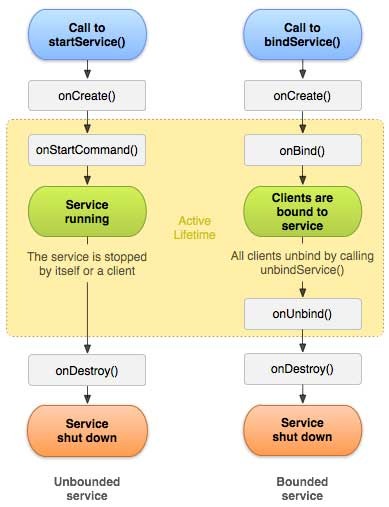 Call to
startService()
onCreate()
onStartCommand()
Service
running
The service is stopped
by itself or a client
onDestroy()
Service
shut down
Unbounded
service
Active
Lifetime
Call to
bindService()
onCreate()
onBind()
Clients are
bound to
service
All clients unbind by calling
unbindService()
onUnbind()
onDestroy()
Service
shut down
Bounded
service